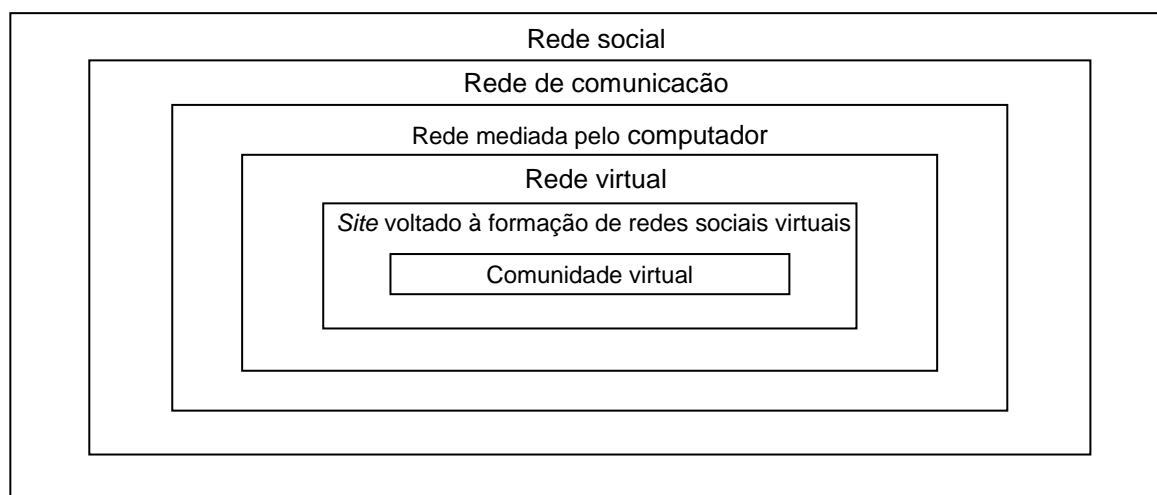 Rede social
Rede de comunicacão
Rede mediada pelo computador
Rede virtual
Site voltado à formação de redes sociais virtuais
Comunidade virtual